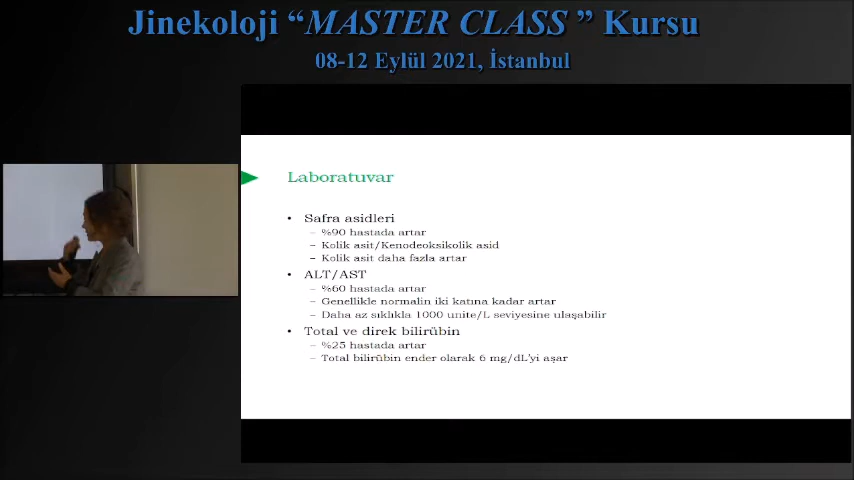 Jinekoloji “MASTER CLASS ” Kursu
08-12 Eylül 2021, İstanbul
Laboratuvar
• Safra asidleri
– %90 hastada artar
– Kolik asit/Kenodeoksikolik asid
– Kolik asit daha fazla artar
• ALT/AST
– %60 hastada artar
– Genellikle normalin iki katına kadar artar
– Daha az sıklıkla 1000 unite/L seviyesine ulaşabilir
• Total ve direk bilirübin
– %25 hastada artar
– Total bilirübin ender olarak 6 mg/dL’yi aşar